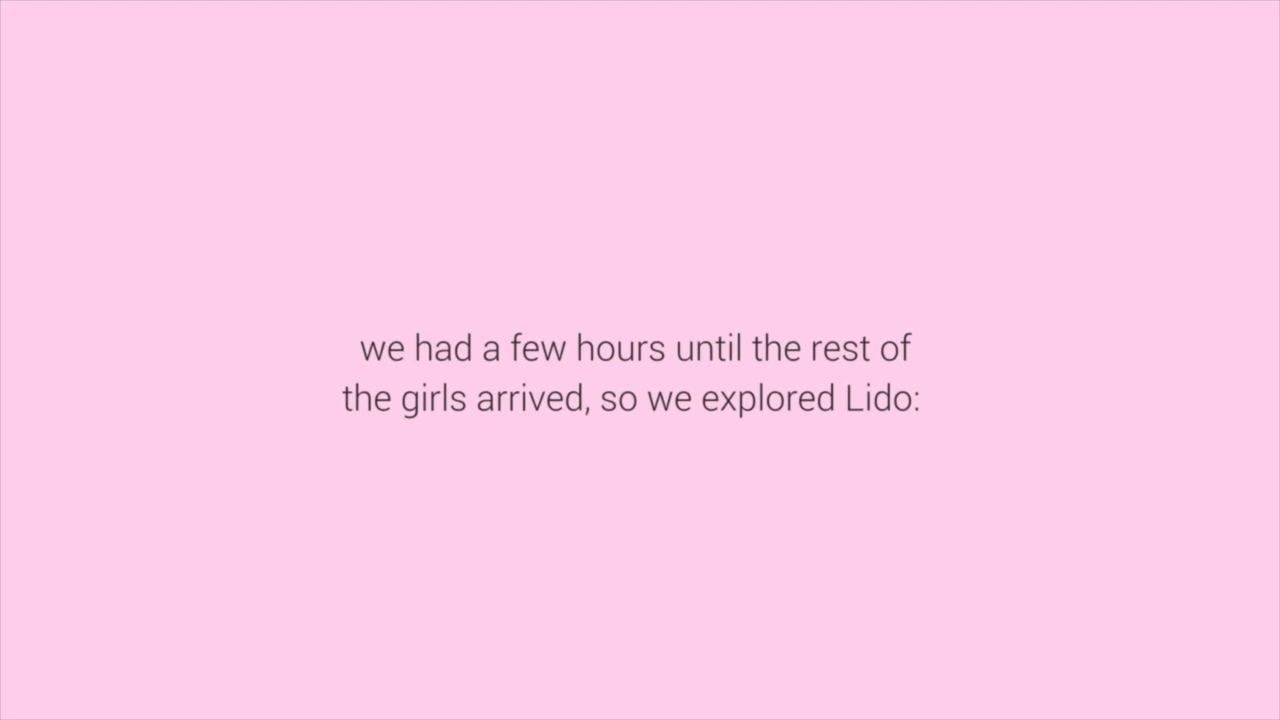 we had a few hours until the rest of
the girls arrived, so we explored Lido: